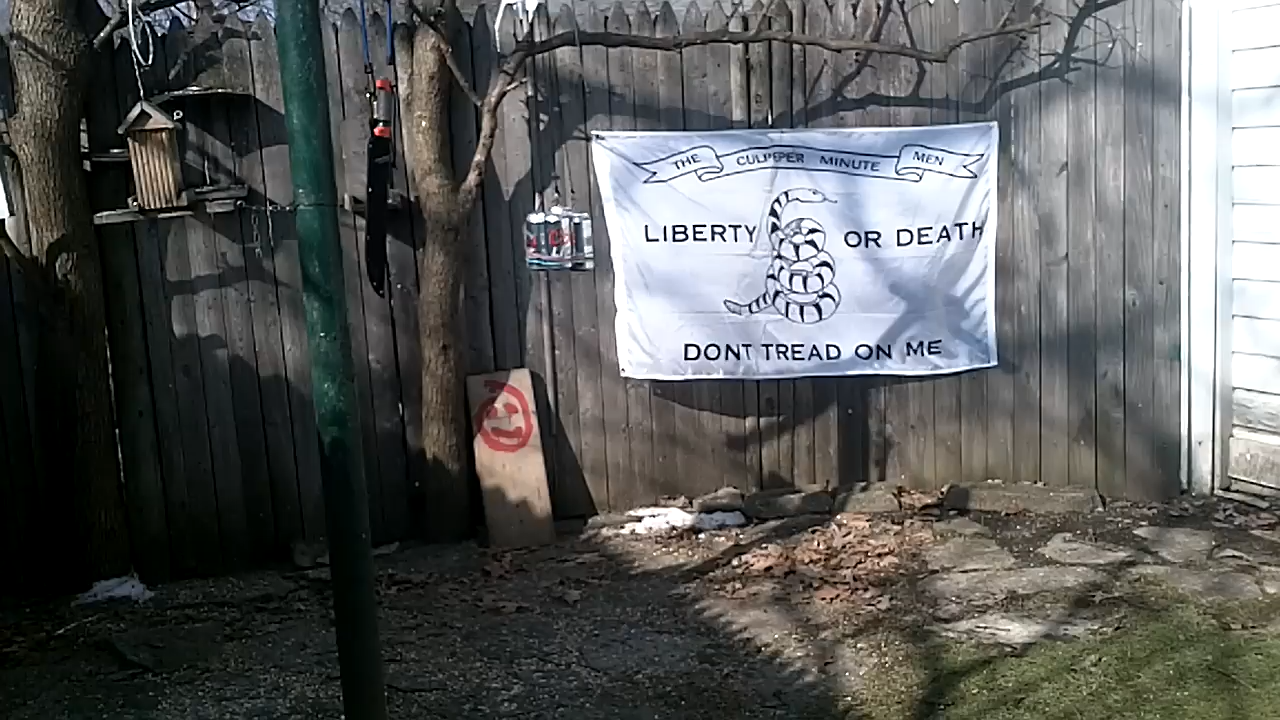 THE CULPEPER MINUTE MEN
LIBERTY OR DEATH
DONT TREAD ON ME